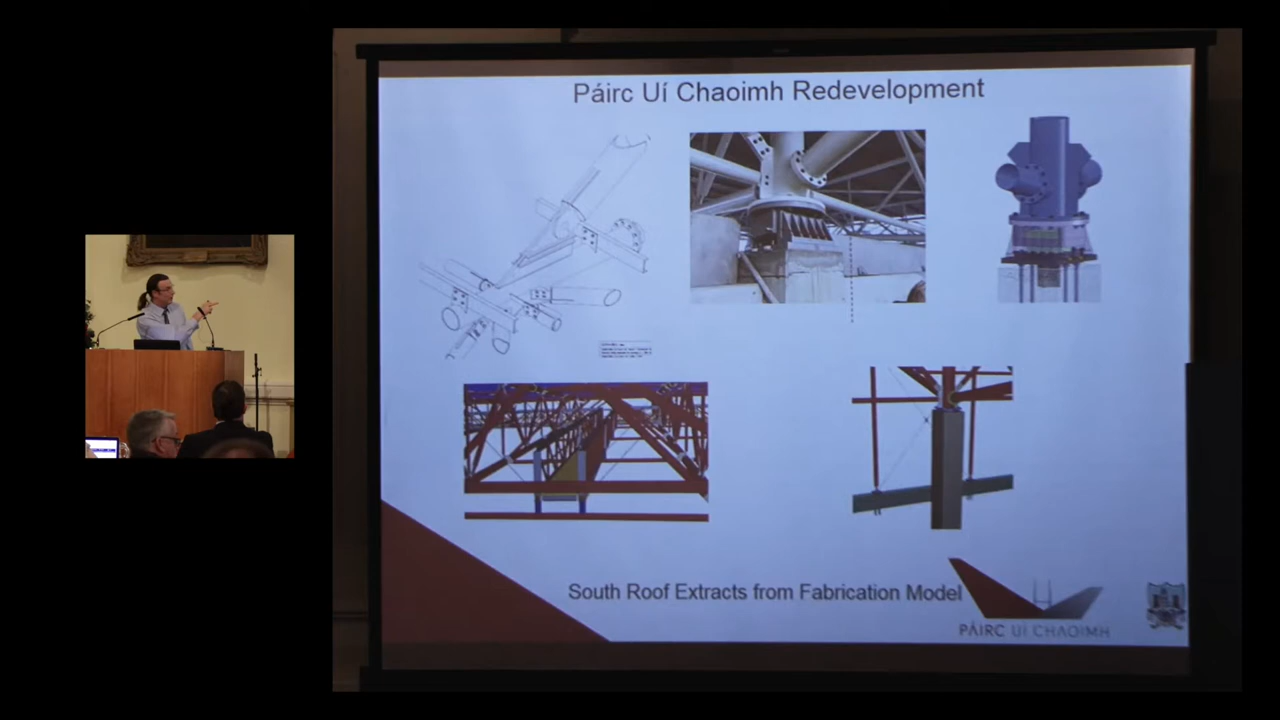 Páirc Uí Chaoimh Redevelopment
South Roof Extracts from Fabrication Model
PÁIRC UÍ CHAOIMH